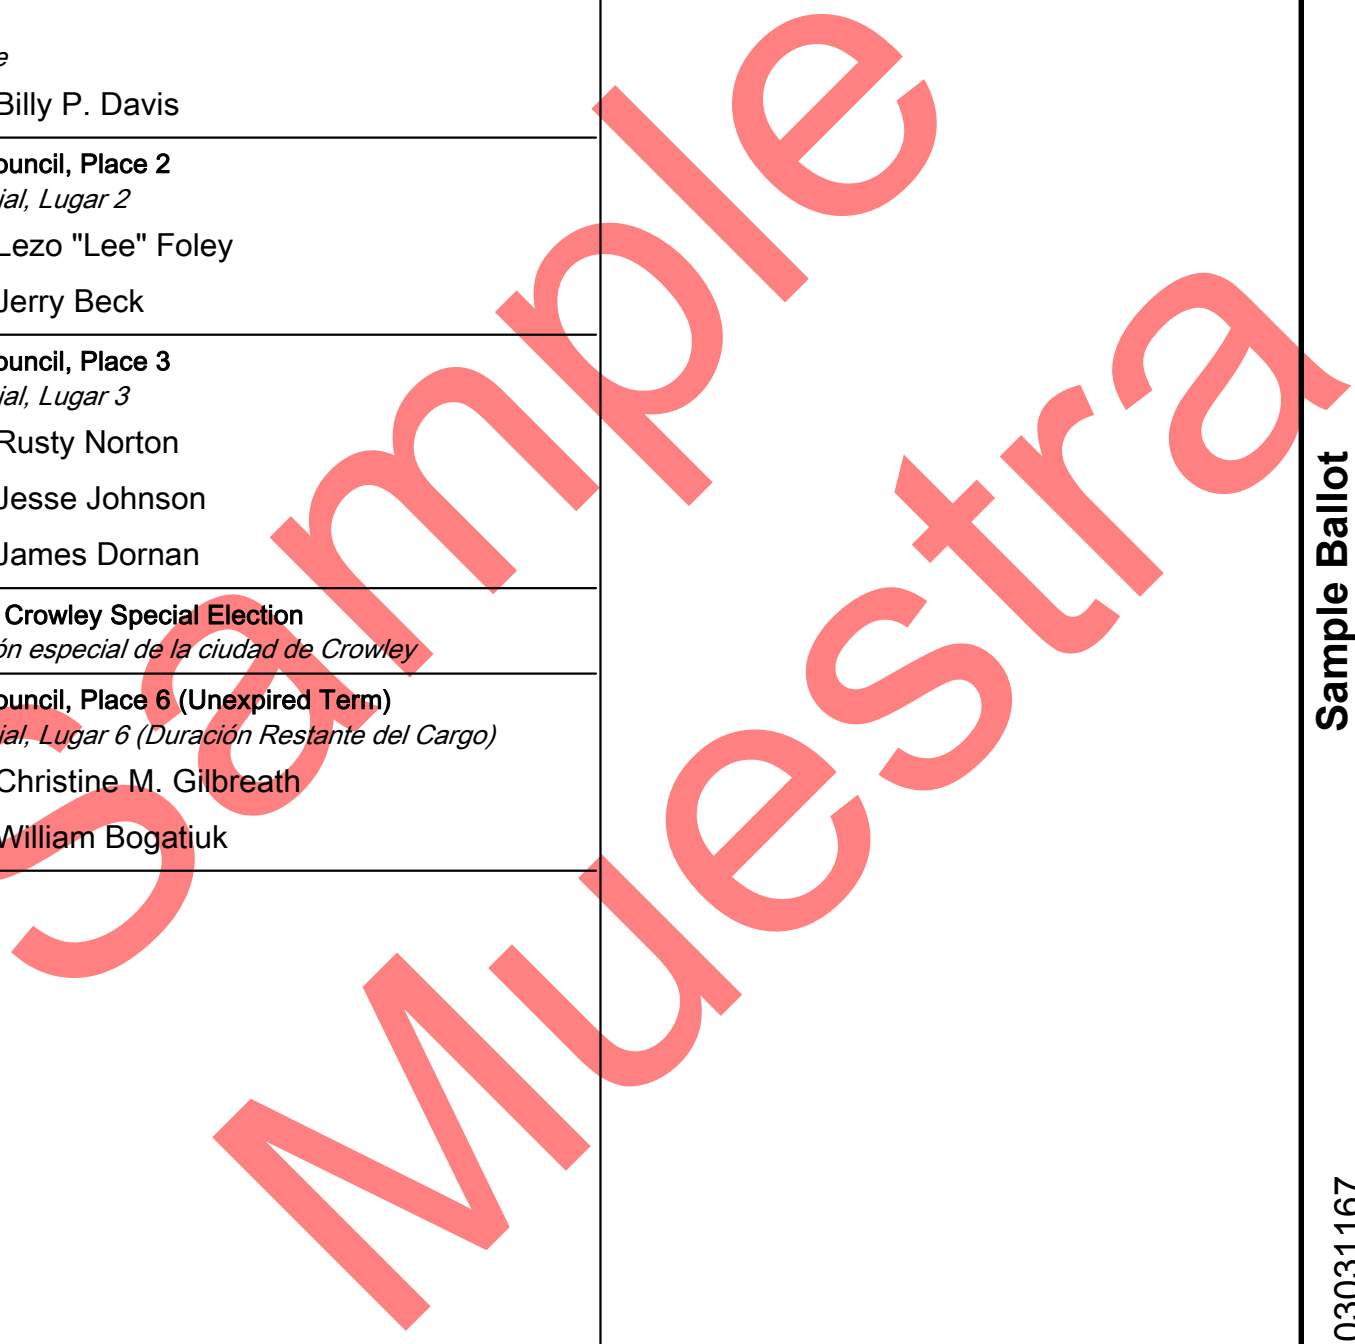 e
Billy P. Davis
ouncil, Place 2
ial, Lugar 2
Lezo "Lee" Foley
Jerry Beck
ouncil, Place 3
ial, Lugar 3
Rusty Norton
Jesse Johnson
James Dornan
Crowley Special Election
ón especial de la ciudad de Crowley
ouncil, Place 6 (Unexpired Term)
ial, Lugar 6 (Duración Restante del Cargo)
Christine M. Gilbreath
William Bogatiuk
Sample
Muestra
Sample Ballot
03031167